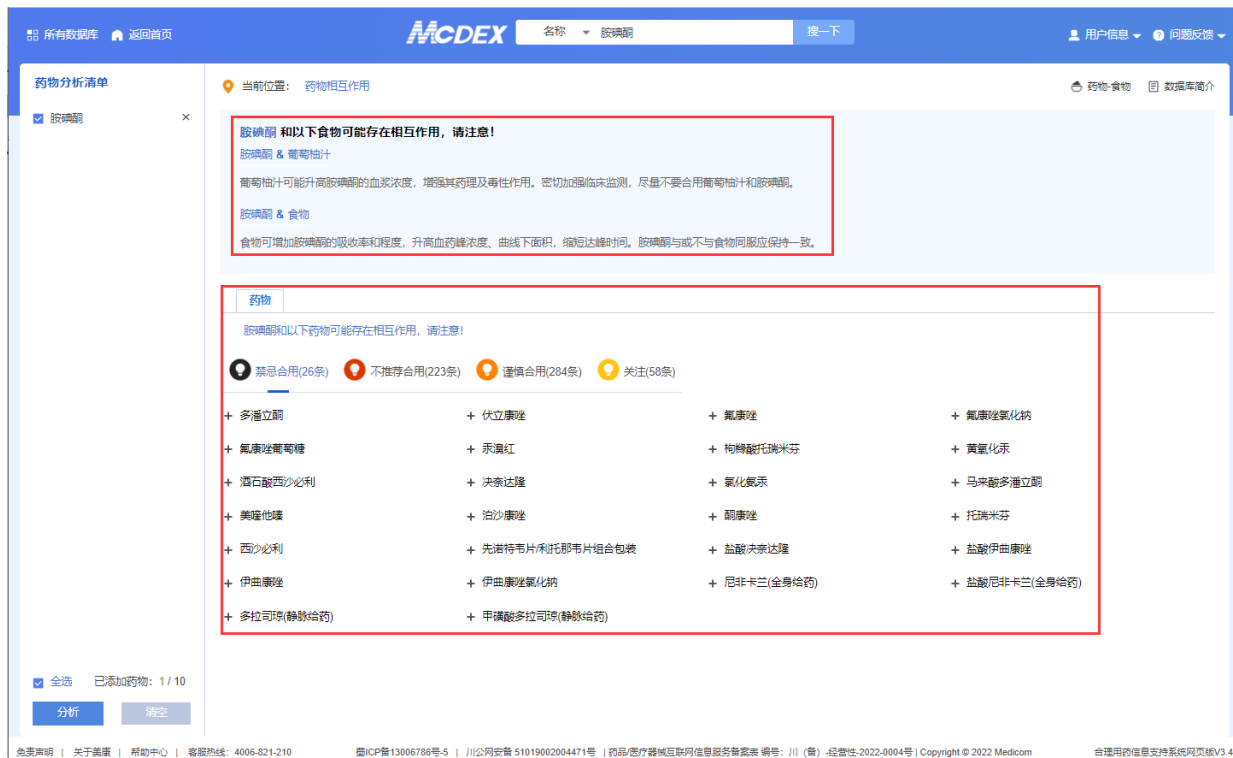 所有数据库 返回首页 MCDEX 名称 胺碘酮 搜一下 用户信息 问题反馈
药物分析清单
胺碘酮 ×
当前位置： 药物相互作用 药物-食物 数据库简介
胺碘酮 和以下食物可能存在相互作用，请注意！
胺碘酮 & 葡萄柚汁
葡萄柚汁可能升高胺碘酮的血浆浓度，增强其药理及毒性作用。密切加强临床监测，尽量不要合用葡萄柚汁和胺碘酮。
胺碘酮 & 食物
食物可增加胺碘酮的吸收率和程度，升高血药峰浓度、曲线下面积，缩短达峰时间。胺碘酮与或不与食物同服应保持一致。
药物
胺碘酮和以下药物可能存在相互作用，请注意！
禁忌合用(26条) 不推荐合用(223条) 谨慎合用(284条) 关注(58条)
+ 多潘立酮 + 伏立康唑 + 氟康唑 + 氟康唑氯化钠
+ 氟康唑葡萄糖 + 汞溴红 + 枸橼酸托瑞米芬 + 黄氧化汞
+ 酒石酸西沙必利 + 决奈达隆 + 氯化氨汞 + 马来酸多潘立酮
+ 美喹他嗪 + 泊沙康唑 + 酮康唑 + 托瑞米芬
+ 西沙必利 + 先诺特韦片/利托那韦片组合包装 + 盐酸决奈达隆 + 盐酸伊曲康唑
+ 伊曲康唑 + 伊曲康唑氯化钠 + 尼非卡兰(全身给药) + 盐酸尼非卡兰(全身给药)
+ 多拉司琼(静脉给药) + 甲磺酸多拉司琼(静脉给药)
全选 已添加药物：1 / 10
分析 清空
免责声明 | 关于美康 | 帮助中心 | 客服热线：4006-821-210 蜀ICP备13006786号-5 | 川公网安备 51019002004471号 | 药品/医疗器械互联网信息服务备案表 编号：川（备）-经营性-2022-0004号 | Copyright © 2022 Medicom 合理用药信息支持系统网页版V3.4